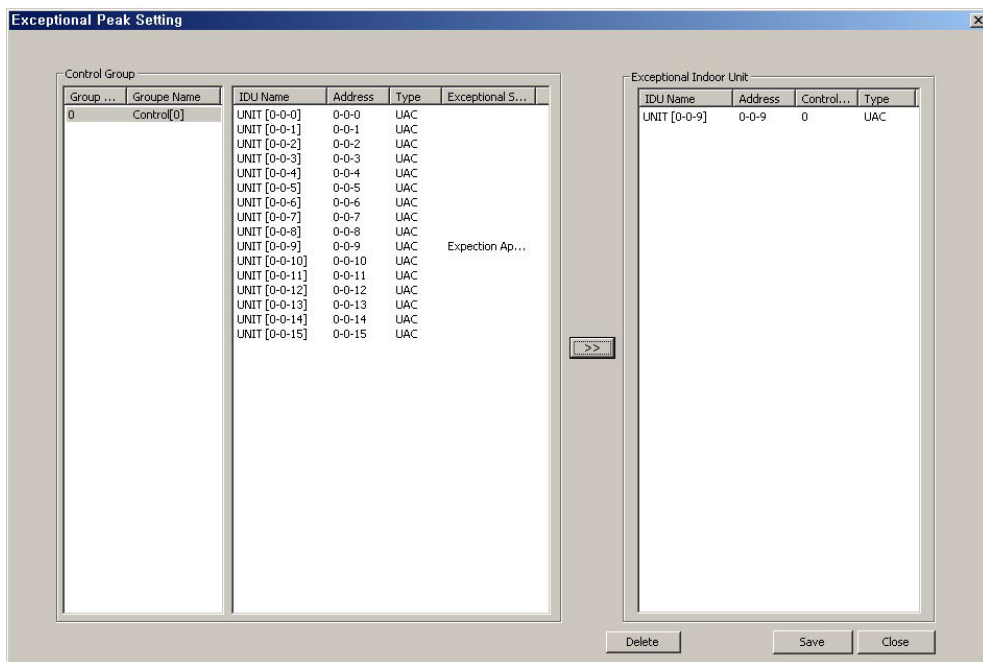 Exceptional Peak Setting
Control Group
Group ... Groupe Name
0 Control[0]
IDU Name Address Type Exceptional S...
UNIT [0-0-0] 0-0-0 UAC
UNIT [0-0-1] 0-0-1 UAC
UNIT [0-0-2] 0-0-2 UAC
UNIT [0-0-3] 0-0-3 UAC
UNIT [0-0-4] 0-0-4 UAC
UNIT [0-0-5] 0-0-5 UAC
UNIT [0-0-6] 0-0-6 UAC
UNIT [0-0-7] 0-0-7 UAC
UNIT [0-0-8] 0-0-8 UAC
UNIT [0-0-9] 0-0-9 UAC Expection Ap...
UNIT [0-0-10] 0-0-10 UAC
UNIT [0-0-11] 0-0-11 UAC
UNIT [0-0-12] 0-0-12 UAC
UNIT [0-0-13] 0-0-13 UAC
UNIT [0-0-14] 0-0-14 UAC
UNIT [0-0-15] 0-0-15 UAC
>>
Exceptional Indoor Unit
IDU Name Address Control... Type
UNIT [0-0-9] 0-0-9 0 UAC
Delete Save Close